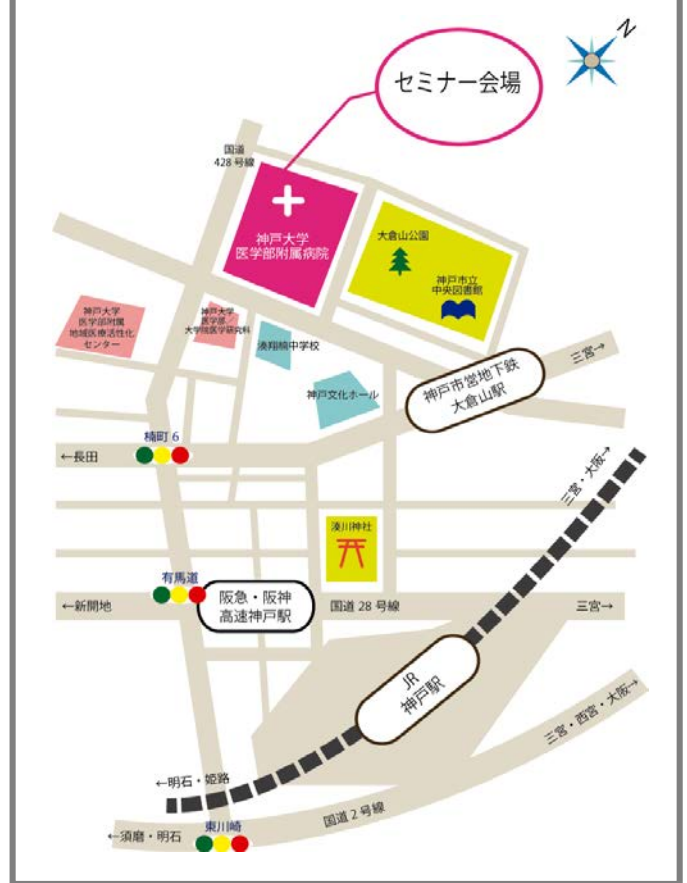 N
セミナー会場
国道
428 号線
神戸大学
医学部附属病院
大倉山公園
神戸市立
中央図書館
神戸大学
医学部附属
地域医療活性化
センター
神戸大学
医学部
大学院医学研究科
湊翔楠中学校
神戸文化ホール
神戸市営地下鉄
大倉山駅
三宮→
楠町 6
←長田
三宮・大阪→
湊川神社
有馬道
←新開地
阪急・阪神
高速神戸駅
国道 28 号線
三宮→
JR
神戸駅
三宮・西宮・大阪→
←明石・姫路
国道 2 号線
東川崎
←須磨・明石